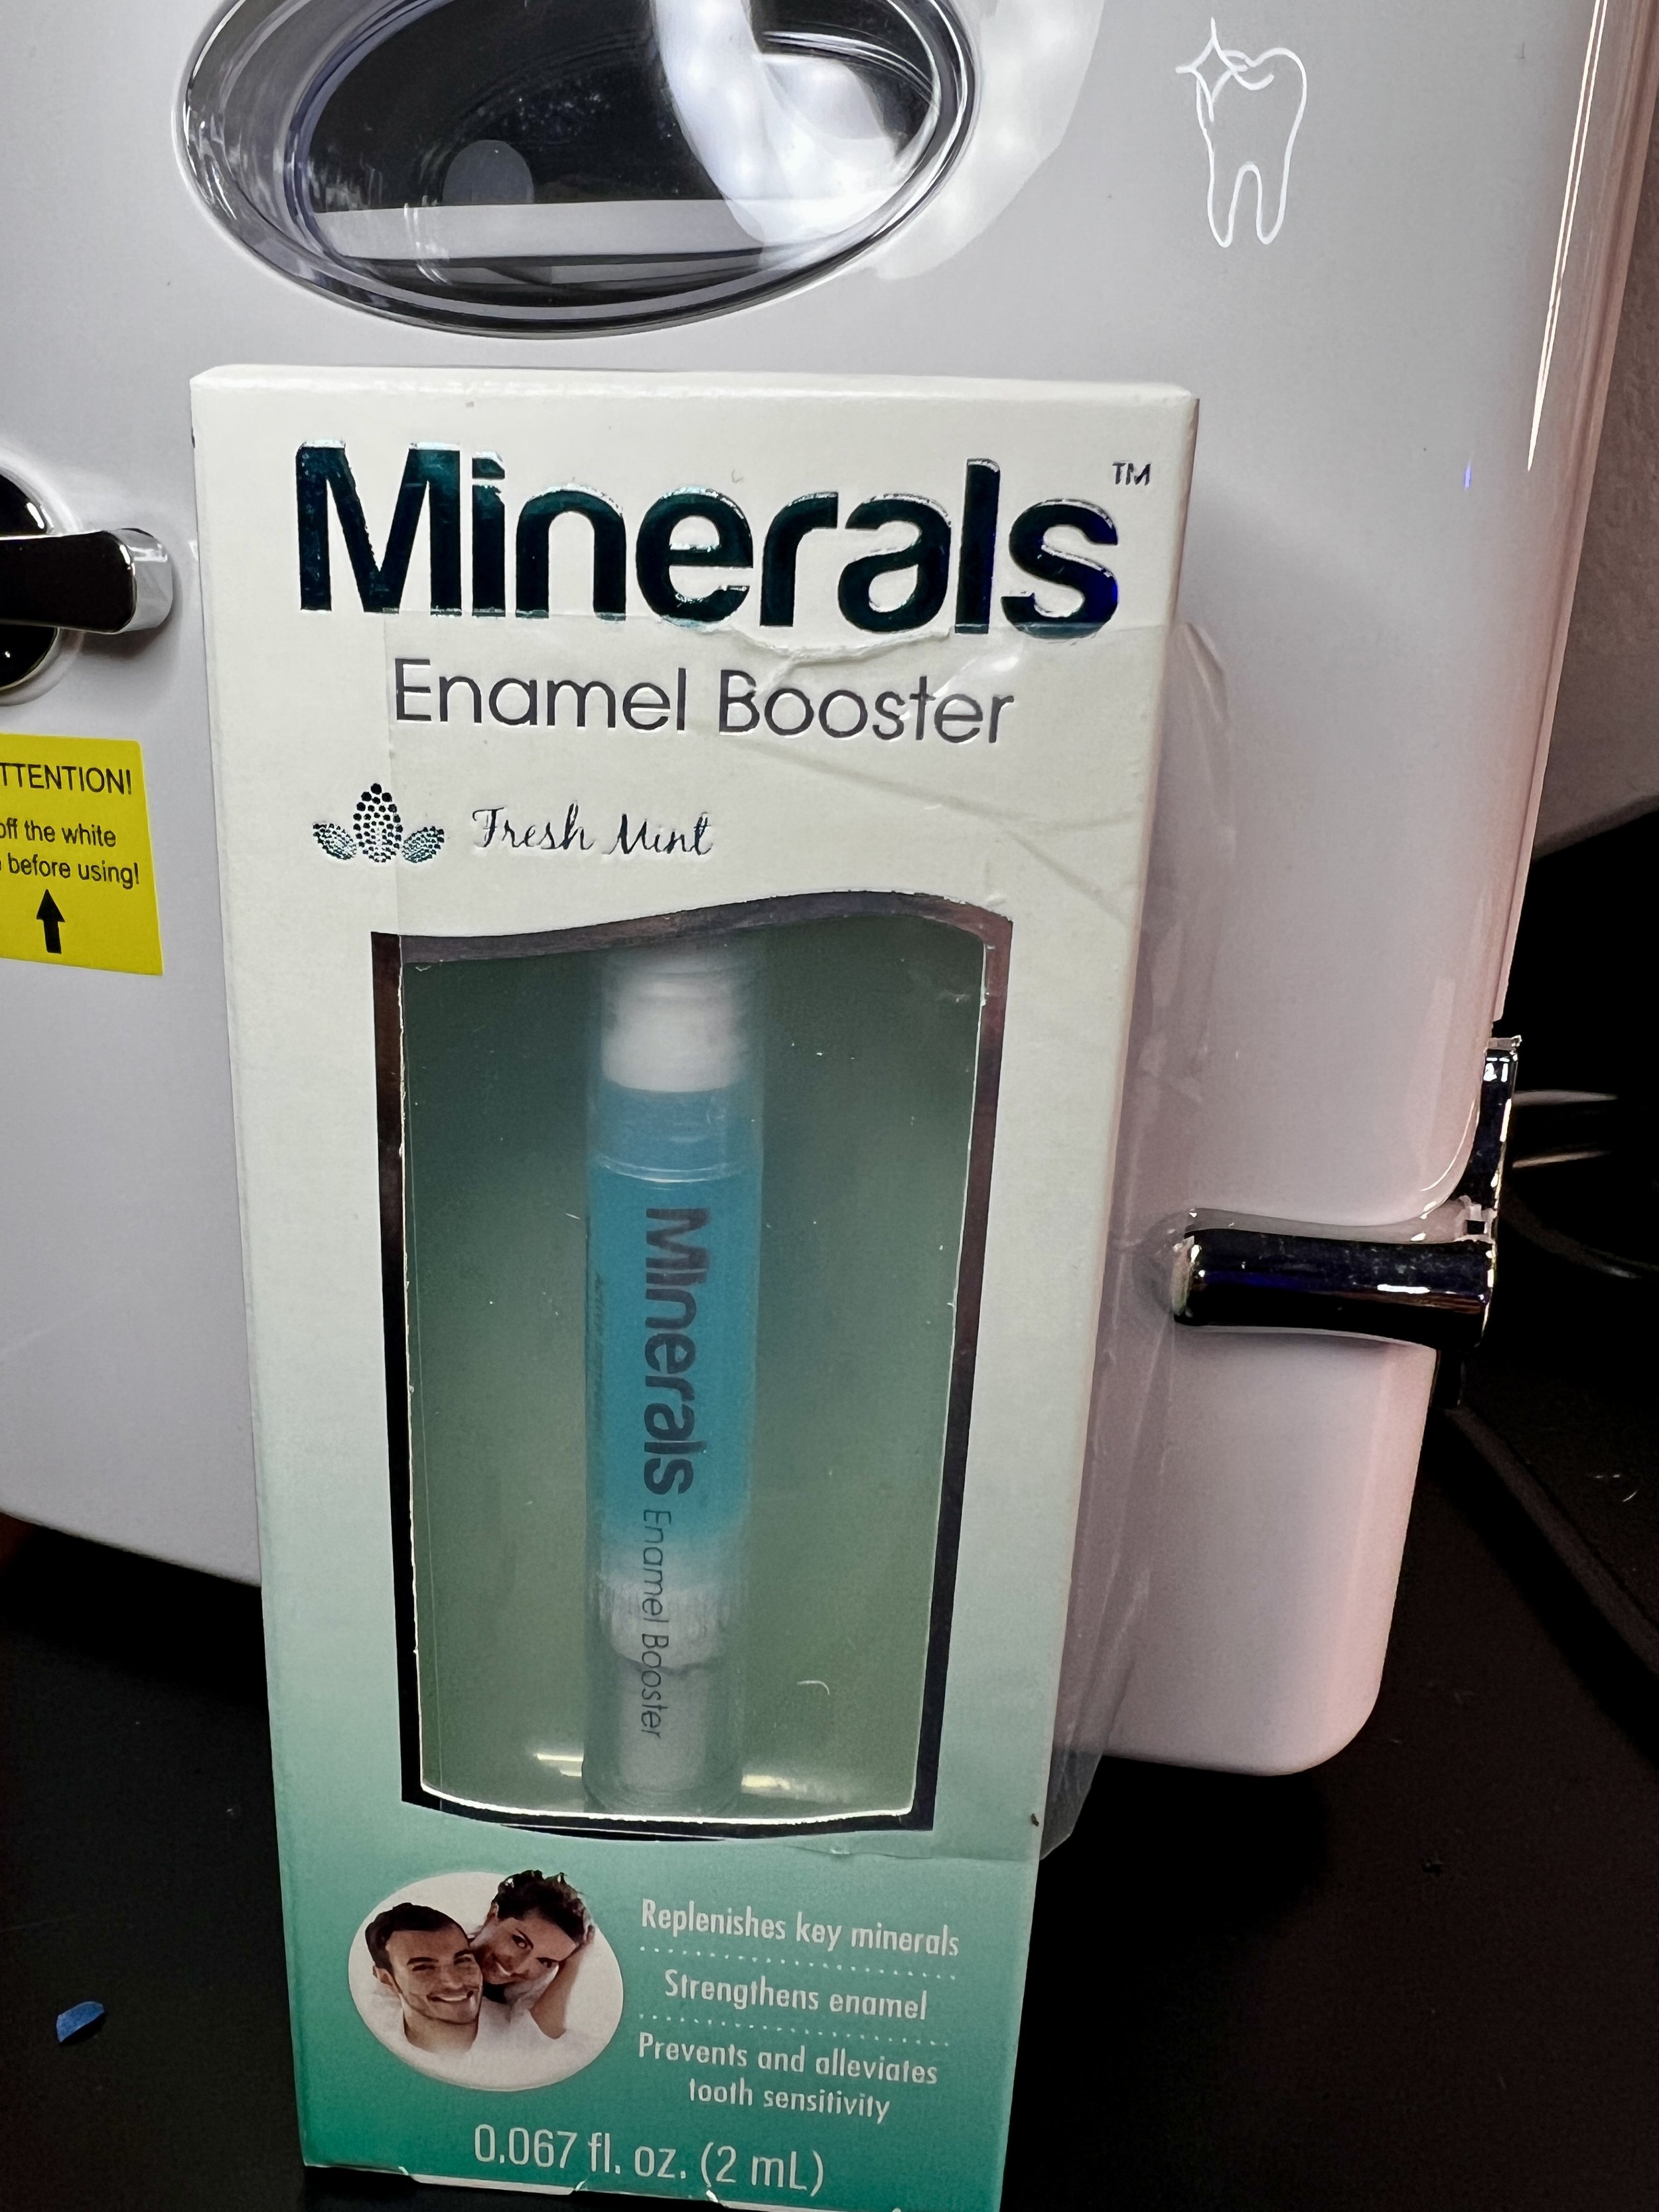 Minerals™
Enamel Booster
Fresh Mint
TTENTION!
off the white
before using!
Minerals Enamel Booster
Replenishes key minerals
Strengthens enamel
Prevents and alleviates
tooth sensitivity
0.067 fl. oz. (2 mL)